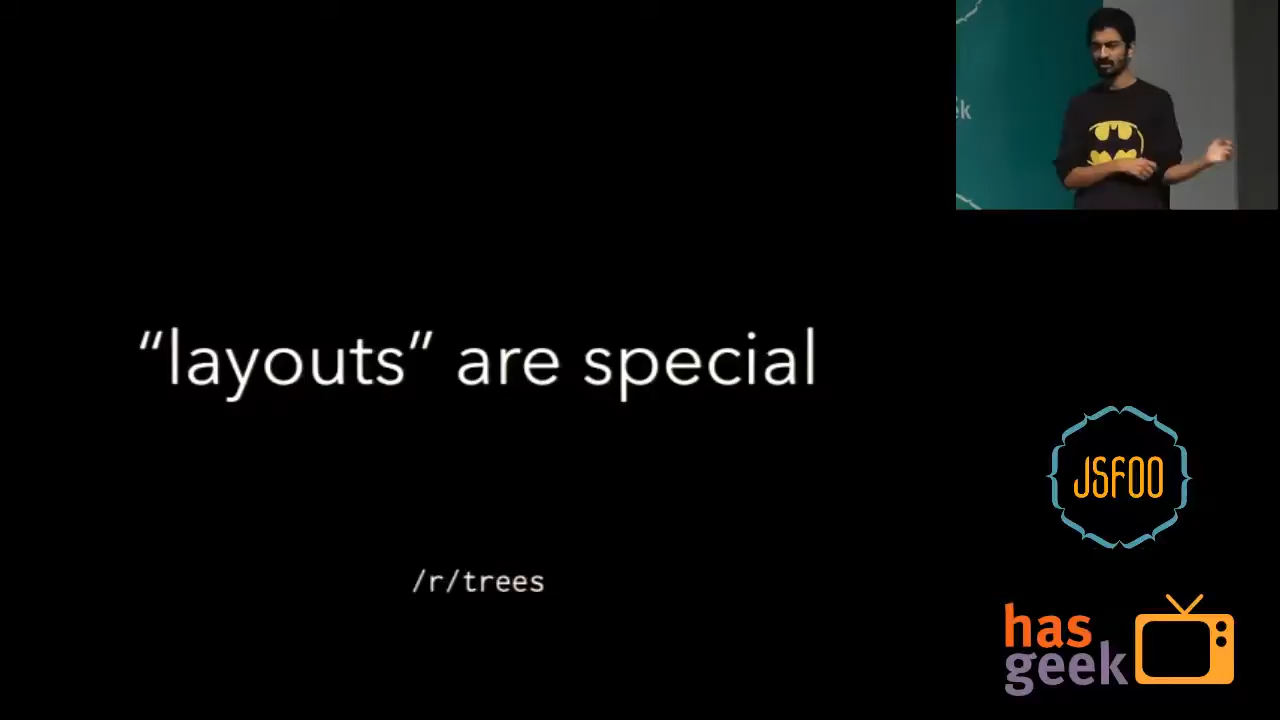 “layouts” are special
/r/trees
JSFOO
has
geek